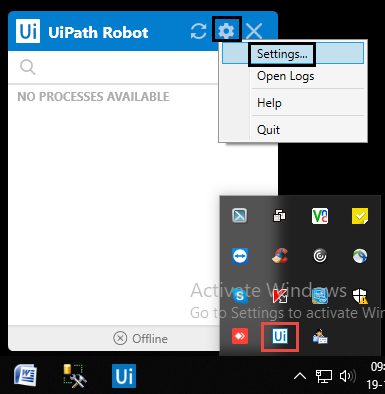 Ui UiPath Robot
Settings...
Open Logs
Help
Quit
NO PROCESSES AVAILABLE
Activate Windows
Go to Settings to activate Win
Ui
Offline
W
Ui
09:
19-